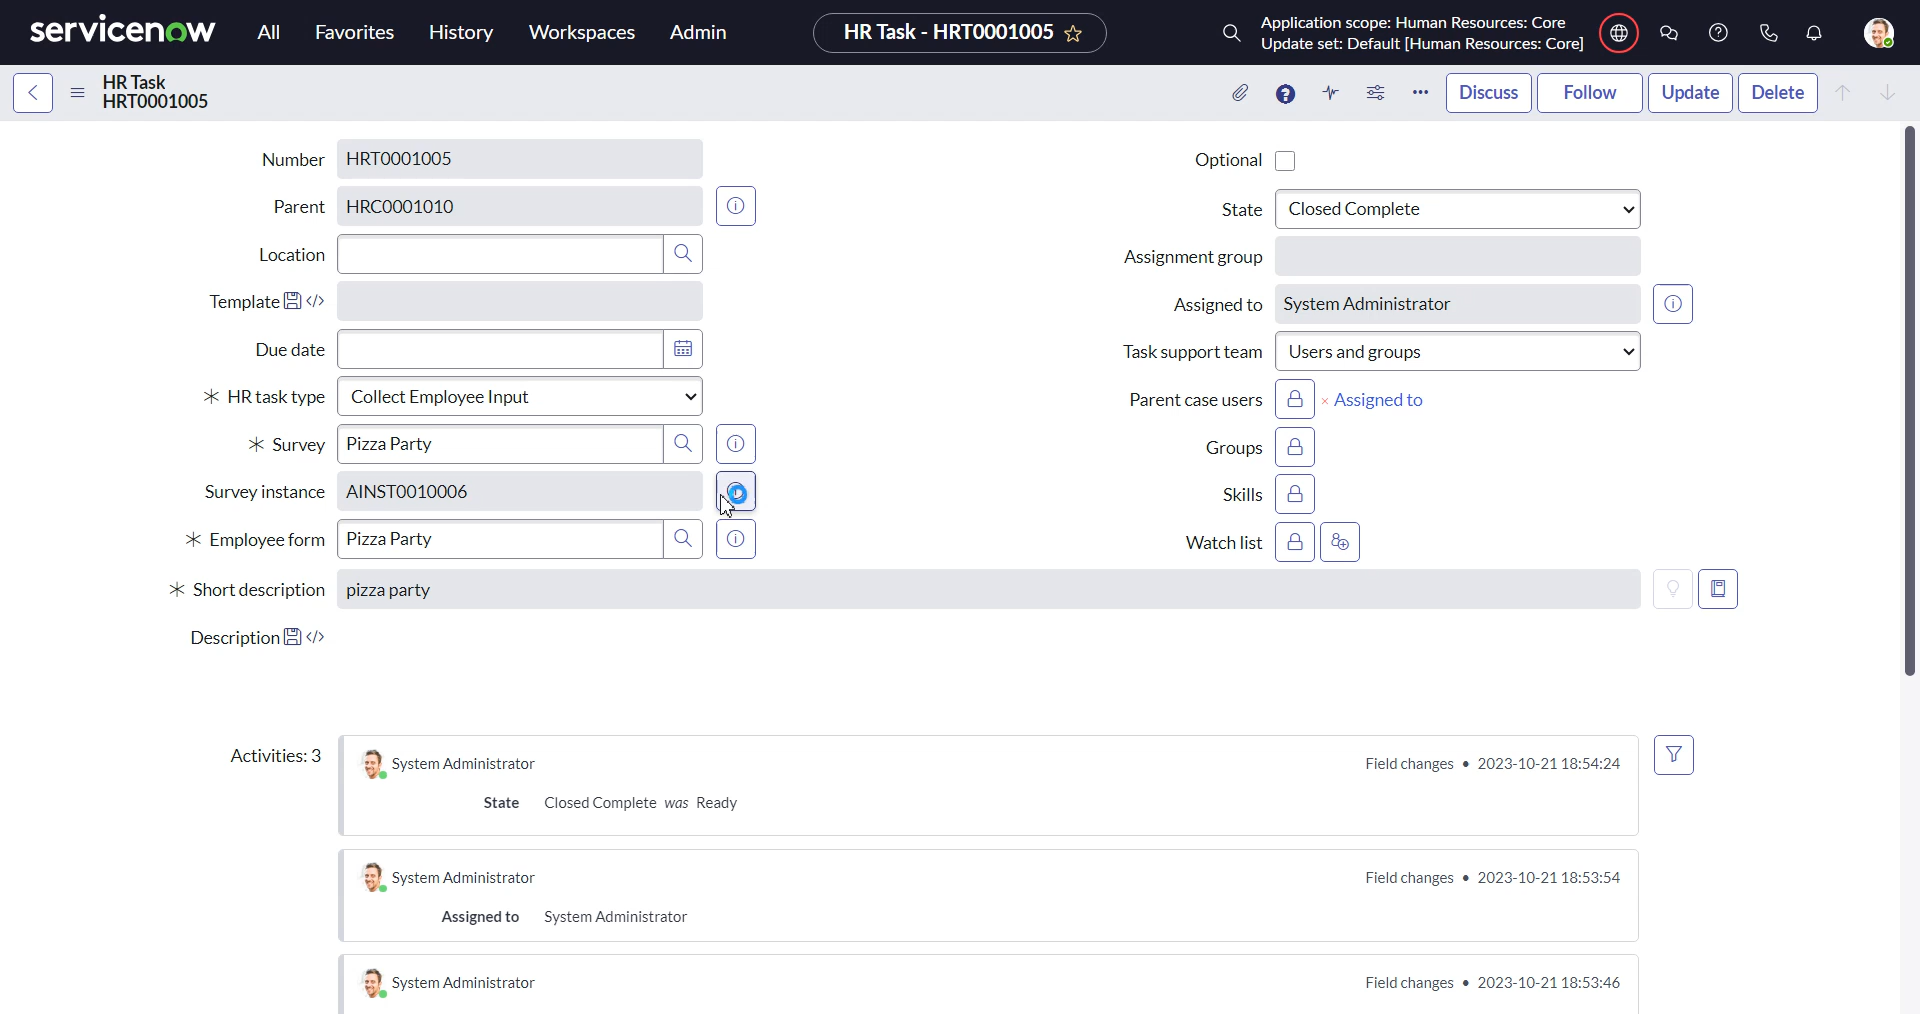 servicenow
All
Favorites
History
Workspaces
Admin
HR Task - HRT0001005
Application scope: Human Resources: Core
Update set: Default [Human Resources: Core]
HR Task
HRT0001005
Discuss
Follow
Update
Delete
Number
HRT0001005
Parent
HRC0001010
Location
Template
Due date
HR task type
Collect Employee Input
Survey
Pizza Party
Survey instance
AINST0010006
Employee form
Pizza Party
Short description
pizza party
Description
Optional
State
Closed Complete
Assignment group
Assigned to
System Administrator
Task support team
Users and groups
Parent case users
× Assigned to
Groups
Skills
Watch list
Activities: 3
System Administrator
Field changes • 2023-10-21 18:54:24
State Closed Complete was Ready
System Administrator
Field changes • 2023-10-21 18:53:54
Assigned to System Administrator
System Administrator
Field changes • 2023-10-21 18:53:46